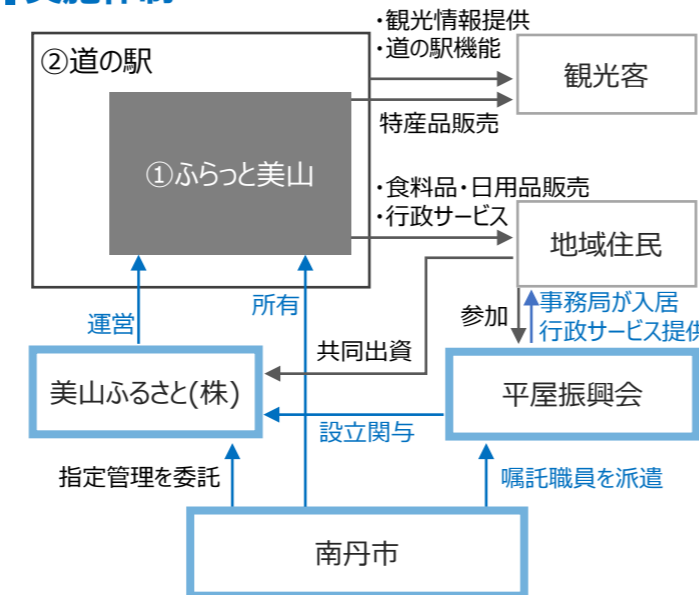 ②道の駅
①ふらっと美山
・観光情報提供
・道の駅機能
観光客
特産品販売
・食料品・日用品販売
・行政サービス
地域住民
運営
所有
参加
事務局が入居
行政サービス提供
共同出資
美山ふるさと(株)
平屋振興会
設立関与
指定管理を委託
嘱託職員を派遣
南丹市